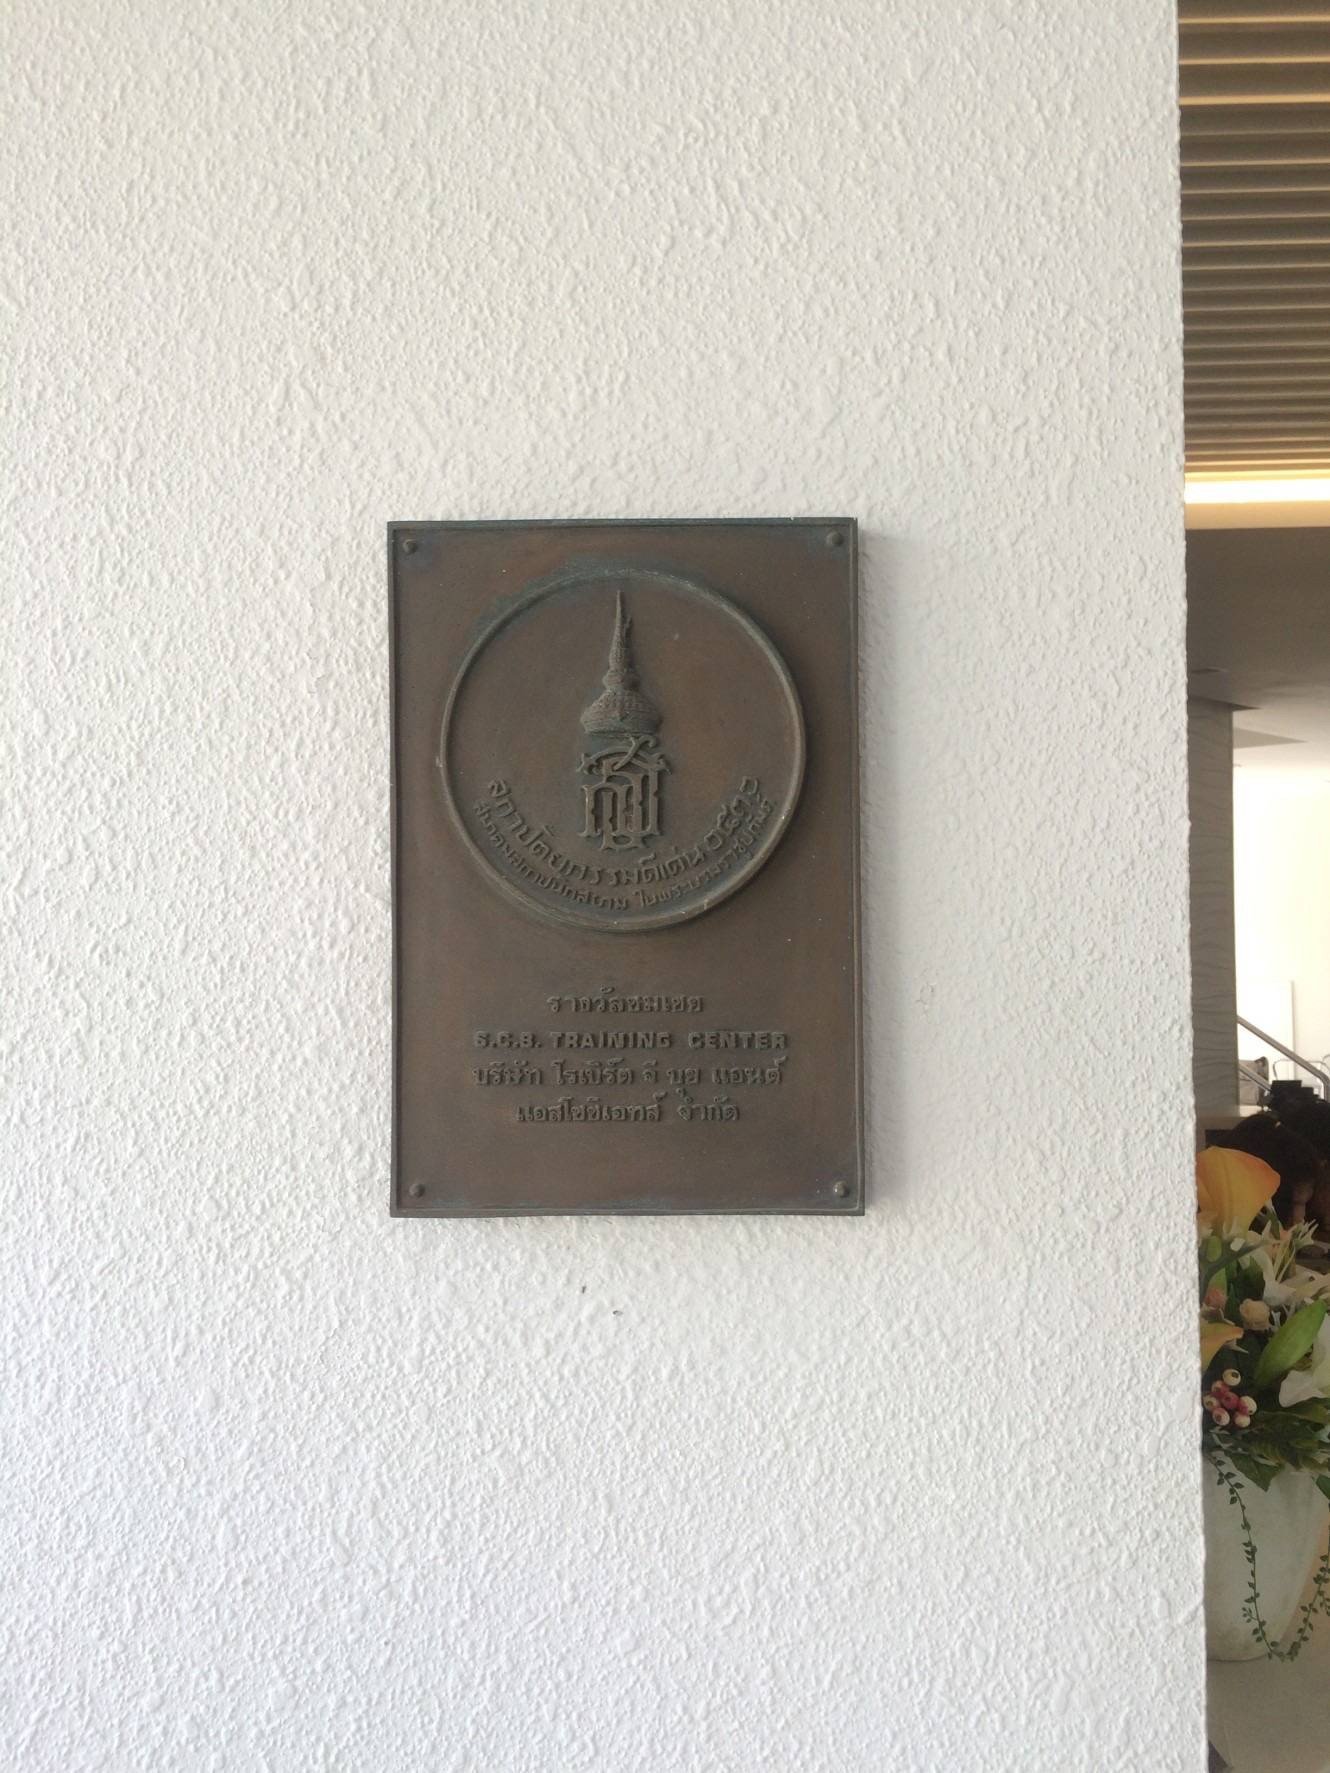 สถาปัตยกรรมดีเด่น ๒๕๓๐
สมาคมสถาปนิกสยาม ในพระบรมราชูปถัมภ์
รางวัลชมเชย
S.C.B. TRAINING CENTER
บริษัท โรเบิร์ต จี บุย แอนด์
แอสโซซิเอทส์ จำกัด